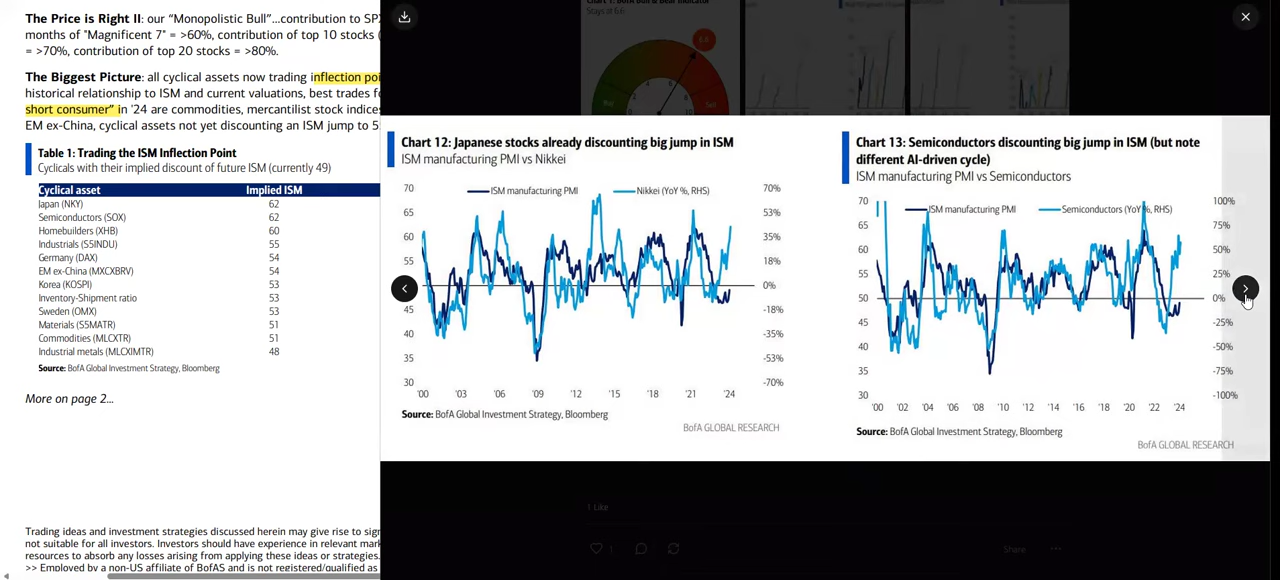 The Price is Right II: our “Monopolistic Bull”...contribution to SPX
months of "Magnificent 7" = >60%, contribution of top 10 stocks (
= >70%, contribution of top 20 stocks = >80%.
The Biggest Picture: all cyclical assets now trading inflection poi
historical relationship to ISM and current valuations, best trades fo
short consumer” in '24 are commodities, mercantilist stock indices
EM ex-China, cyclical assets not yet discounting an ISM jump to 5
Table 1: Trading the ISM Inflection Point
Cyclicals with their implied discount of future ISM (currently 49)
Cyclical asset Implied ISM
Japan (NKY) 62
Semiconductors (SOX) 62
Homebuilders (XHB) 60
Industrials (S5INDU) 55
Germany (DAX) 54
EM ex-China (MXCXBRV) 54
Korea (KOSPI) 53
Inventory-Shipment ratio 53
Sweden (OMX) 53
Materials (S5MATR) 51
Commodities (MLCXTR) 51
Industrial metals (MLCXIMTR) 48
Source: BofA Global Investment Strategy, Bloomberg
More on page 2...
Trading ideas and investment strategies discussed herein may give rise to sign
not suitable for all investors. Investors should have experience in relevant mark
resources to absorb any losses arising from applying these ideas or strategies.
>> Employed by a non-US affiliate of BofAS and is not registered/qualified as
Stays at 6.6
Chart 12: Japanese stocks already discounting big jump in ISM
ISM manufacturing PMI vs Nikkei
ISM manufacturing PMI Nikkei (YoY %, RHS)
70 70%
65 53%
60 35%
55 18%
0%
45 -18%
40 -35%
35 -53%
30 -70%
'00 '03 '06 '09 '12 '15 '18 '21 '24
Source: BofA Global Investment Strategy, Bloomberg
BofA GLOBAL RESEARCH
Chart 13: Semiconductors discounting big jump in ISM (but note
different AI-driven cycle)
ISM manufacturing PMI vs Semiconductors
ISM manufacturing PMI Semiconductors (YoY %, RHS)
70 100%
65 75%
60 50%
55 25%
50 0%
45 -25%
40 -50%
35 -75%
30 -100%
'00 '02 '04 '06 '08 '10 '12 '14 '16 '18 '20 '22 '24
Source: BofA Global Investment Strategy, Bloomberg
BofA GLOBAL RESEARCH
1 Like
1
Share